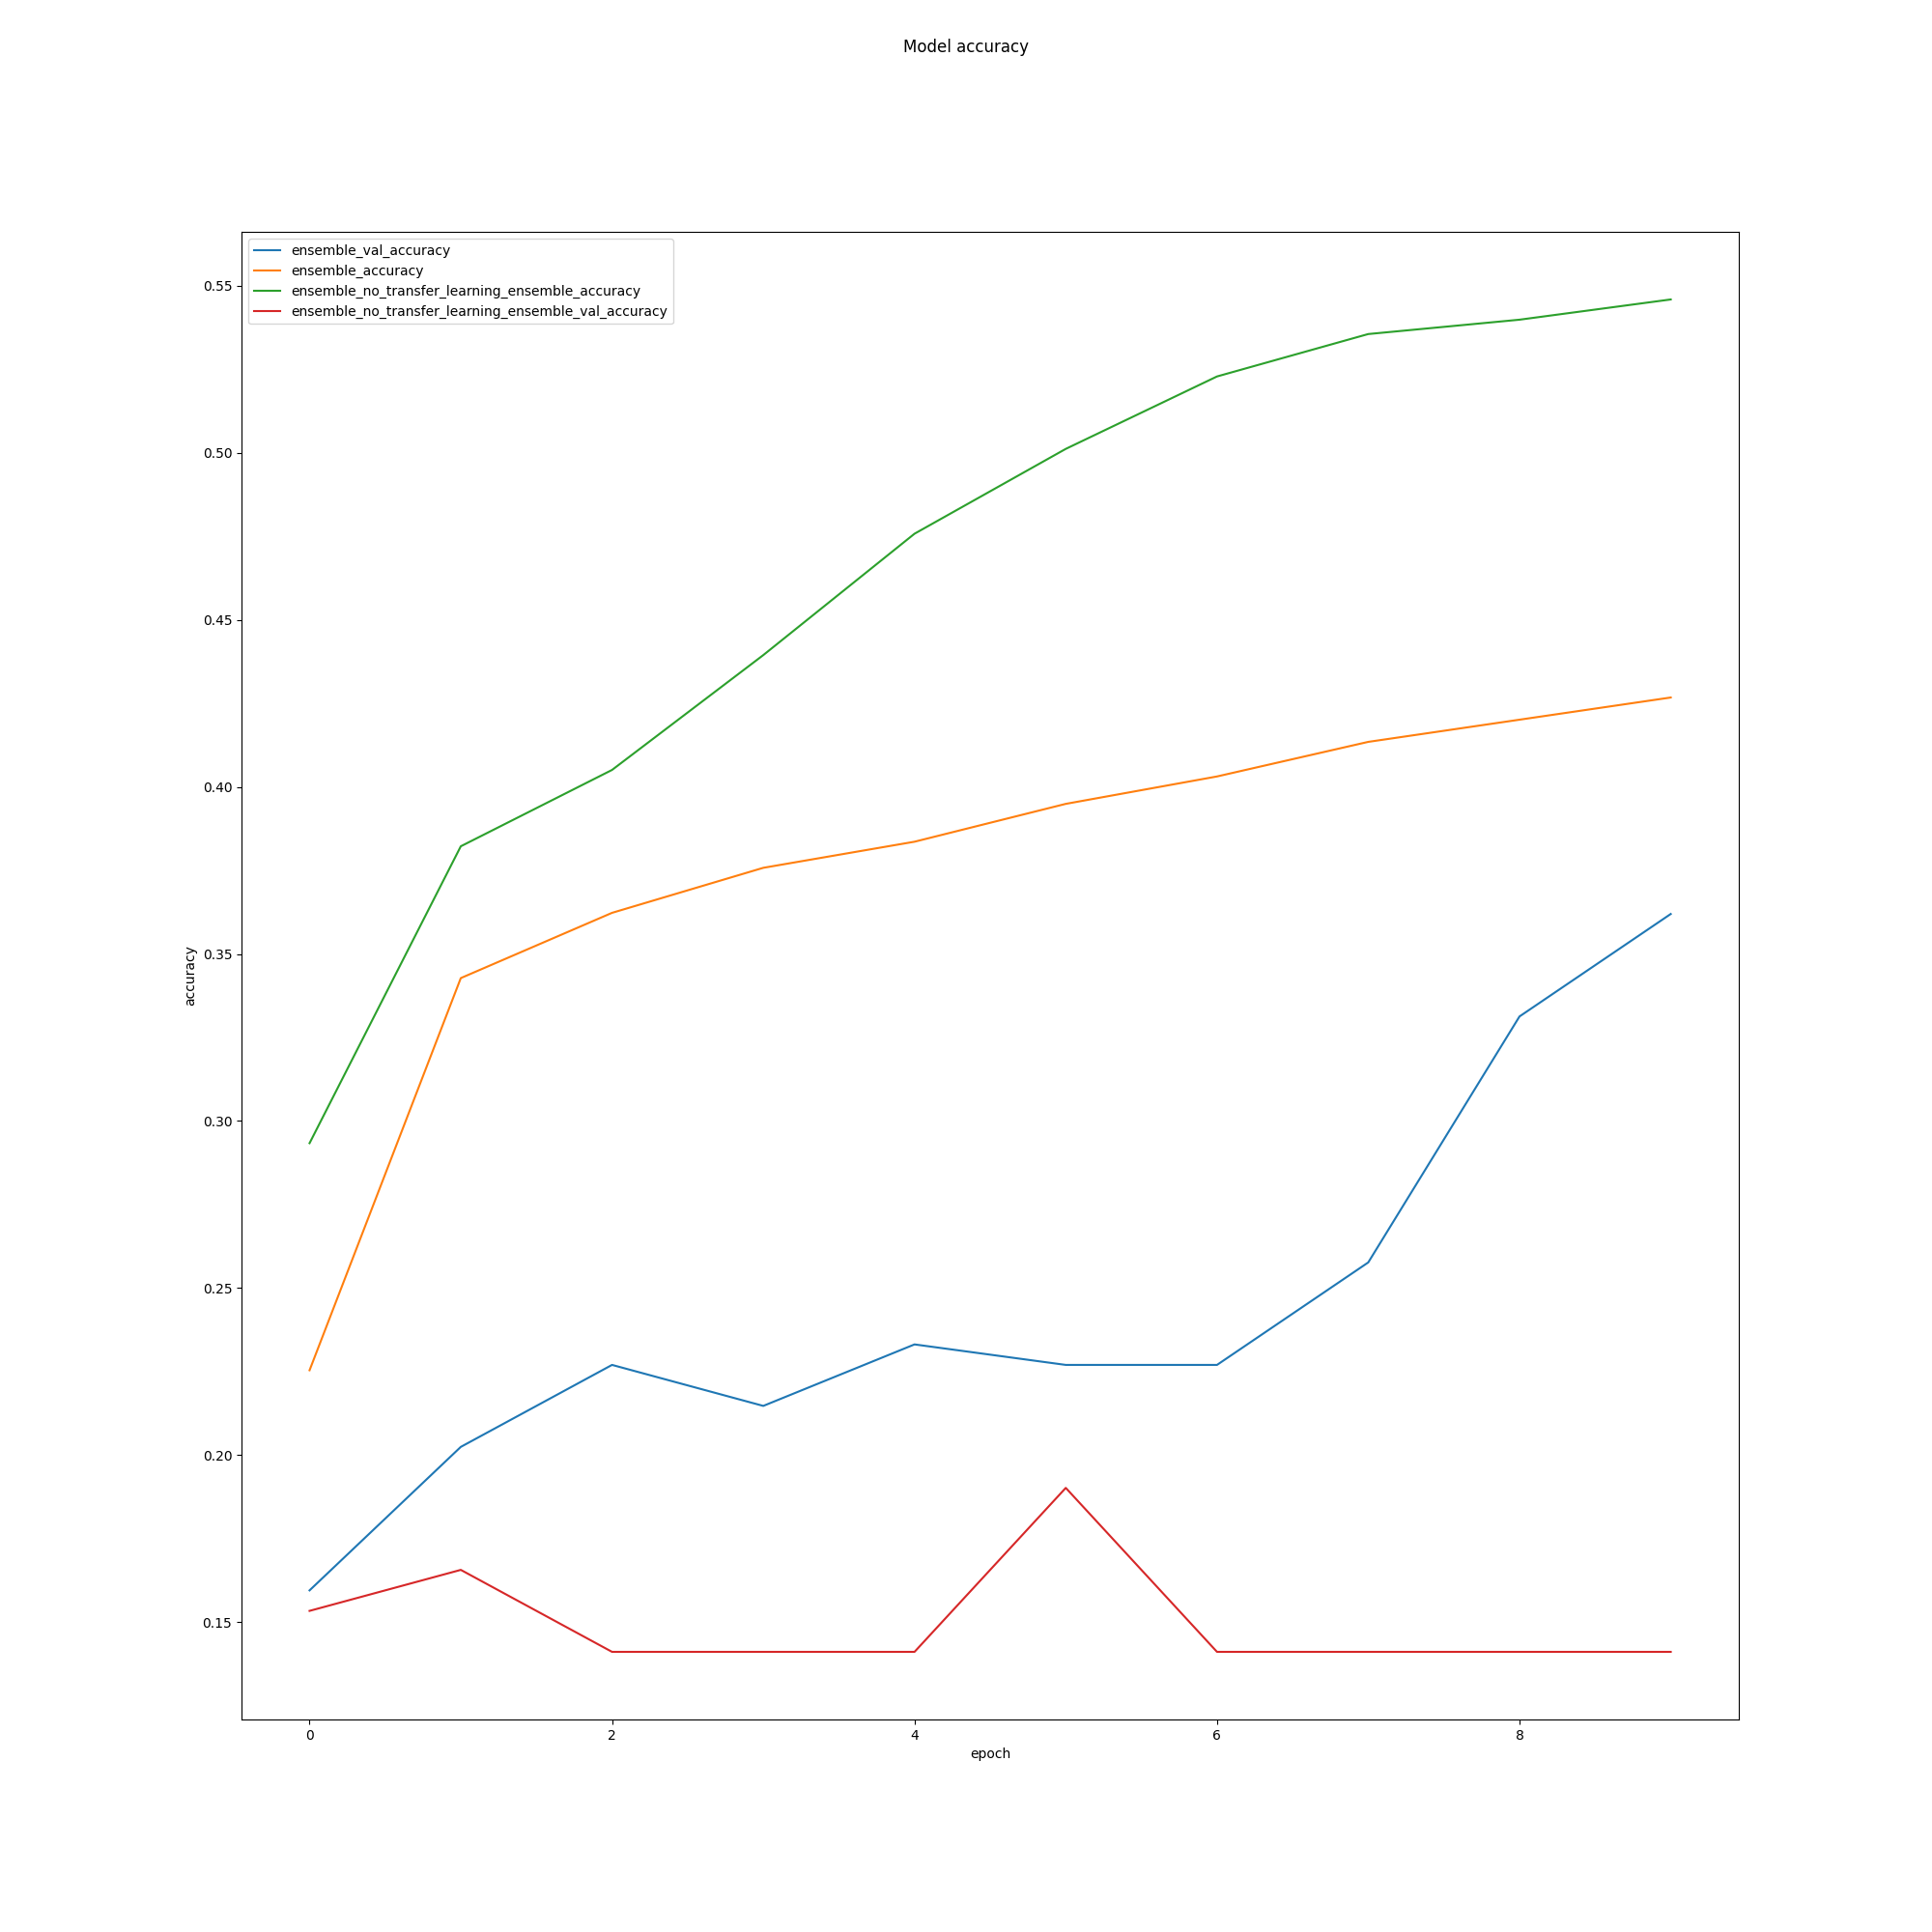 Model accuracy
ensemble_val_accuracy
ensemble_accuracy
ensemble_no_transfer_learning_ensemble_accuracy
ensemble_no_transfer_learning_ensemble_val_accuracy
0.55
0.50
0.45
0.40
0.35
0.30
0.25
0.20
0.15
accuracy
0 2 4 6 8
epoch